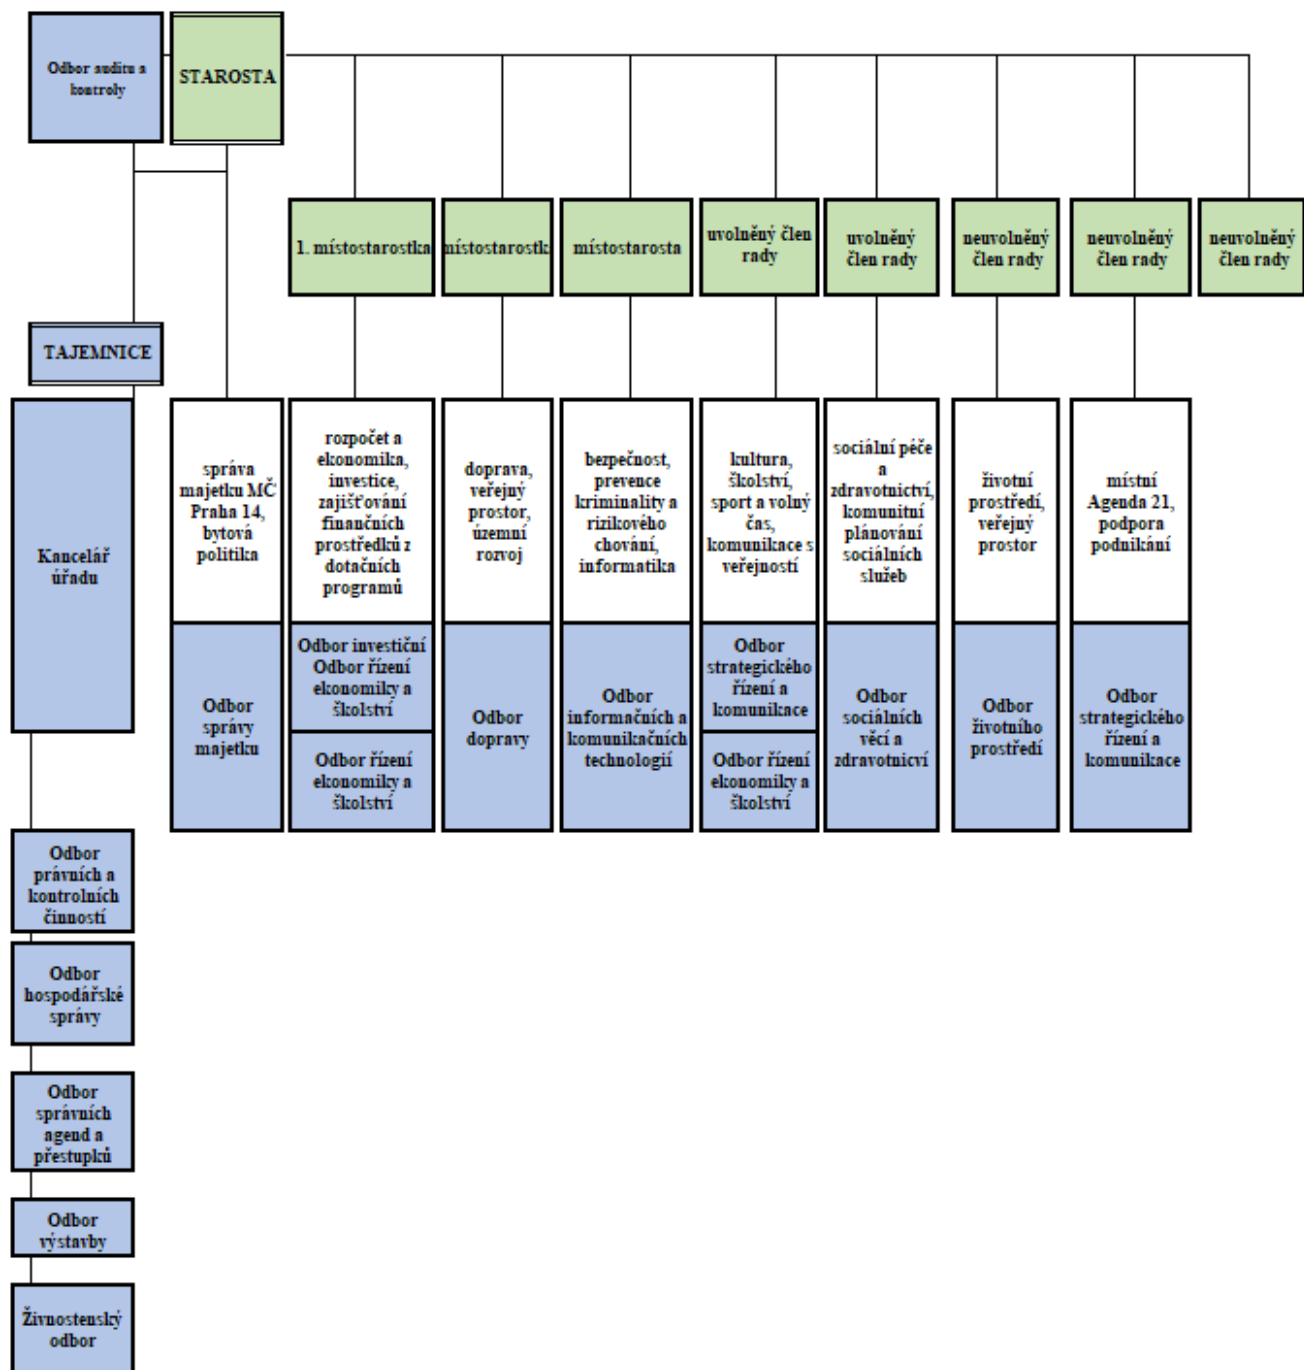 Odbor auditu a
kontroly
STAROSTA
1. místostarostka
místostarostk
místostarosta
uvolněný člen
rady
uvolněný
člen rady
neuvolněný
člen rady
neuvolněný
člen rady
neuvolněný
člen rady
TAJEMNICE
Kancelář
úřadu
správa
majetku MČ
Praha 14,
bytová
politika
rozpočet a
ekonomika,
investice,
zajišťování
finančních
prostředků z
dotačních
programů
doprava,
veřejný
prostor,
územní
rozvoj
bezpečnost,
prevence
kriminality a
rizikového
chování,
informatika
kultura,
školství,
sport a volný
čas,
komunikace s
veřejností
sociální péče
a
zdravotnictví,
komunitní
plánování
sociálních
služeb
životní
prostředí,
veřejný
prostor
místní
Agenda 21,
podpora
podnikání
Odbor
správy
majetku
Odbor investiční
Odbor řízení
ekonomiky a
školství
Odbor řízení
ekonomiky a
školství
Odbor
dopravy
Odbor
informačních a
komunikačních
technologií
Odbor
strategického
řízení a
komunikace
Odbor řízení
ekonomiky a
školství
Odbor
sociálních
věcí a
zdravotnicví
Odbor
životního
prostředí
Odbor
strategického
řízení a
komunikace
Odbor
právních a
kontrolních
činností
Odbor
hospodářské
správy
Odbor
správních
agend a
přestupků
Odbor
výstavby
Živnostenský
odbor